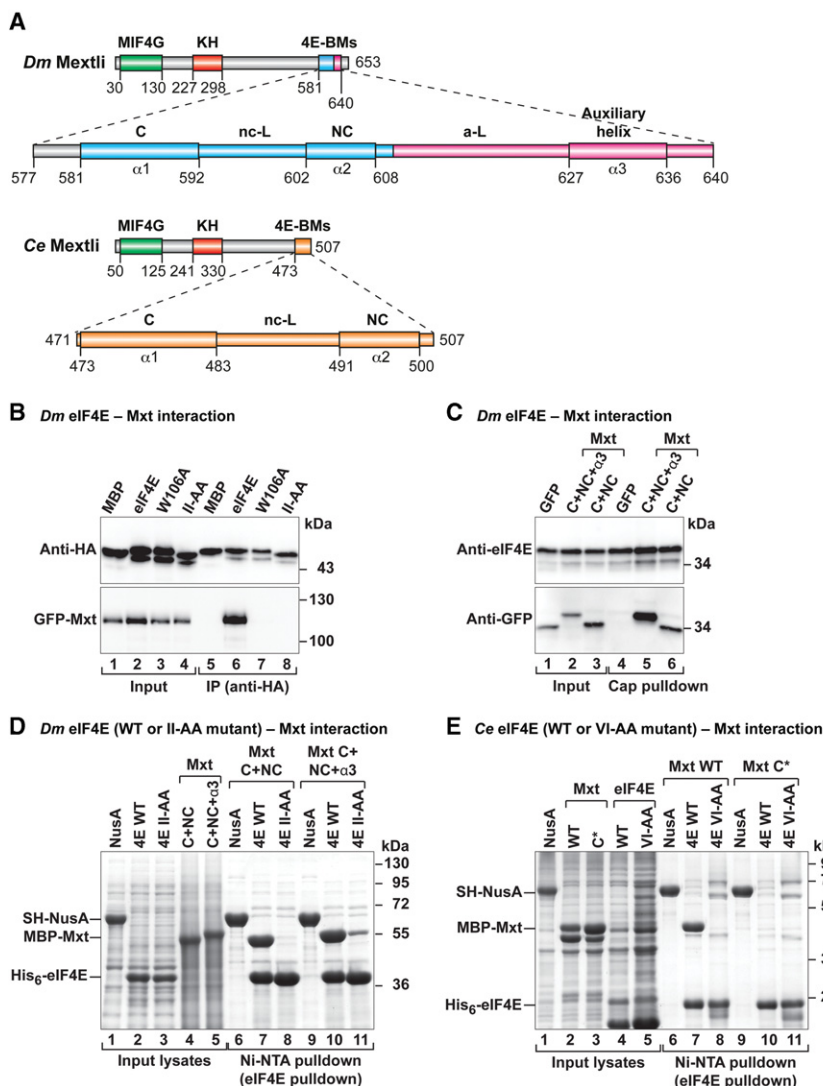 A
MIF4G KH 4E-BMs
Dm Mextli 653
30 130 227 298 581 640
Auxiliary
C nc-L NC a-L helix
577 581 α1 592 602 α2 608 627 α3 636 640
MIF4G KH 4E-BMs
Ce Mextli 507
50 125 241 330 473
C nc-L NC
471 507
473 α1 483 491 α2 500
B Dm eIF4E – Mxt interaction
MBP eIF4E W106A II-AA MBP eIF4E W106A II-AA
kDa
Anti-HA
43
130
GFP-Mxt
100
1 2 3 4 5 6 7 8
Input IP (anti-HA)
C Dm eIF4E – Mxt interaction
Mxt Mxt
GFP C+NC+α3 C+NC GFP C+NC+α3 C+NC
kDa
Anti-eIF4E
34
Anti-GFP
34
1 2 3 4 5 6
Input Cap pulldown
D Dm eIF4E (WT or II-AA mutant) – Mxt interaction
Mxt Mxt C+NC Mxt C+ NC+α3
NusA 4E WT 4E II-AA C+NC C+NC+α3 NusA 4E WT 4E II-AA NusA 4E WT 4E II-AA
kDa
130
95
72
SH-NusA
55
MBP-Mxt
His6-eIF4E
36
1 2 3 4 5 6 7 8 9 10 11
Input lysates Ni-NTA pulldown
(eIF4E pulldown)
E Ce eIF4E (WT or VI-AA mutant) – Mxt interaction
Mxt eIF4E Mxt WT Mxt C*
NusA WT C* WT VI-AA NusA 4E WT 4E VI-AA NusA 4E WT 4E VI-AA
SH-NusA
MBP-Mxt
His6-eIF4E
1 2 3 4 5 6 7 8 9 10 11
Input lysates Ni-NTA pulldown
(eIF4E pulldown)